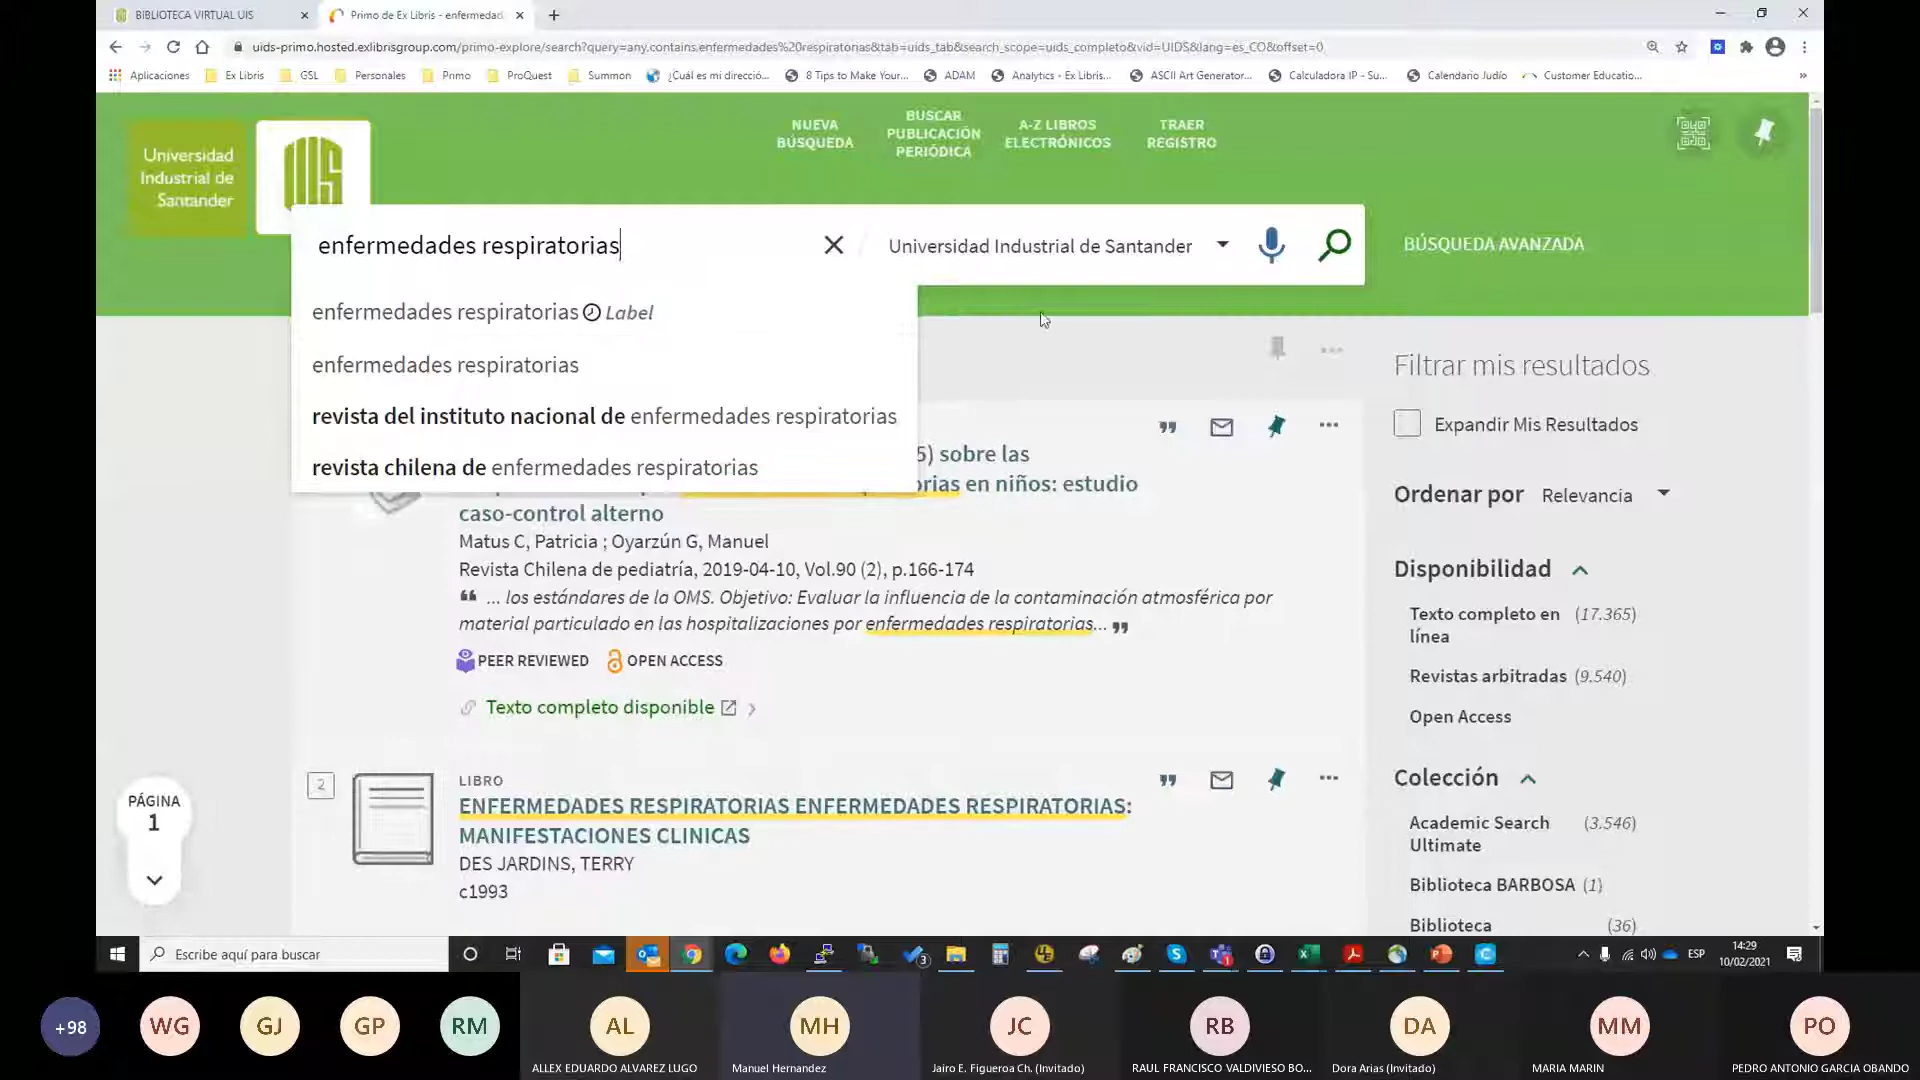 BIBLIOTECA VIRTUAL UIS
Primo de Ex Libris - enfermedad
uids-primo.hosted.exlibrisgroup.com/primo-explore/search?query=any,contains,enfermedades%20respiratorias&tab=uids_tab&search_scope=uids_completo&vid=UIDS&lang=es_CO&offset=0
Aplicaciones Ex Libris GSL Personales Primo ProQuest Summon ¿Cuál es mi direcció... 8 Tips to Make Your... ADAM Analytics - Ex Libris... ASCII Art Generator... Calculadora IP - Su... Calendario Judío Customer Educatio... »
Universidad
Industrial de
Santander
UIS
NUEVA
BÚSQUEDA
BUSCAR
PUBLICACIÓN
PERIÓDICA
A-Z LIBROS
ELECTRÓNICOS
TRAER
REGISTRO
enfermedades respiratorias
Universidad Industrial de Santander
BÚSQUEDA AVANZADA
enfermedades respiratorias Label
enfermedades respiratorias
revista del instituto nacional de enfermedades respiratorias
revista chilena de enfermedades respiratorias
5) sobre las
orias en niños: estudio
caso-control alterno
Matus C, Patricia ; Oyarzún G, Manuel
Revista Chilena de pediatría, 2019-04-10, Vol.90 (2), p.166-174
... los estándares de la OMS. Objetivo: Evaluar la influencia de la contaminación atmosférica por
material particulado en las hospitalizaciones por enfermedades respiratorias...
PEER REVIEWED OPEN ACCESS
Texto completo disponible
2
LIBRO
ENFERMEDADES RESPIRATORIAS ENFERMEDADES RESPIRATORIAS:
MANIFESTACIONES CLINICAS
DES JARDINS, TERRY
c1993
PÁGINA
1
Filtrar mis resultados
Expandir Mis Resultados
Ordenar por Relevancia
Disponibilidad
Texto completo en (17.365)
línea
Revistas arbitradas (9.540)
Open Access
Colección
Academic Search (3.546)
Ultimate
Biblioteca BARBOSA (1)
Biblioteca (36)
Escribe aquí para buscar
3
ESP
14:29
10/02/2021
+98
WG
GJ
GP
RM
AL
MH
JC
RB
DA
MM
PO
ALLEX EDUARDO ALVAREZ LUGO
Manuel Hernandez
Jairo E. Figueroa Ch. (Invitado)
RAUL FRANCISCO VALDIVIESO BO...
Dora Arias (Invitado)
MARIA MARIN
PEDRO ANTONIO GARCIA OBANDO